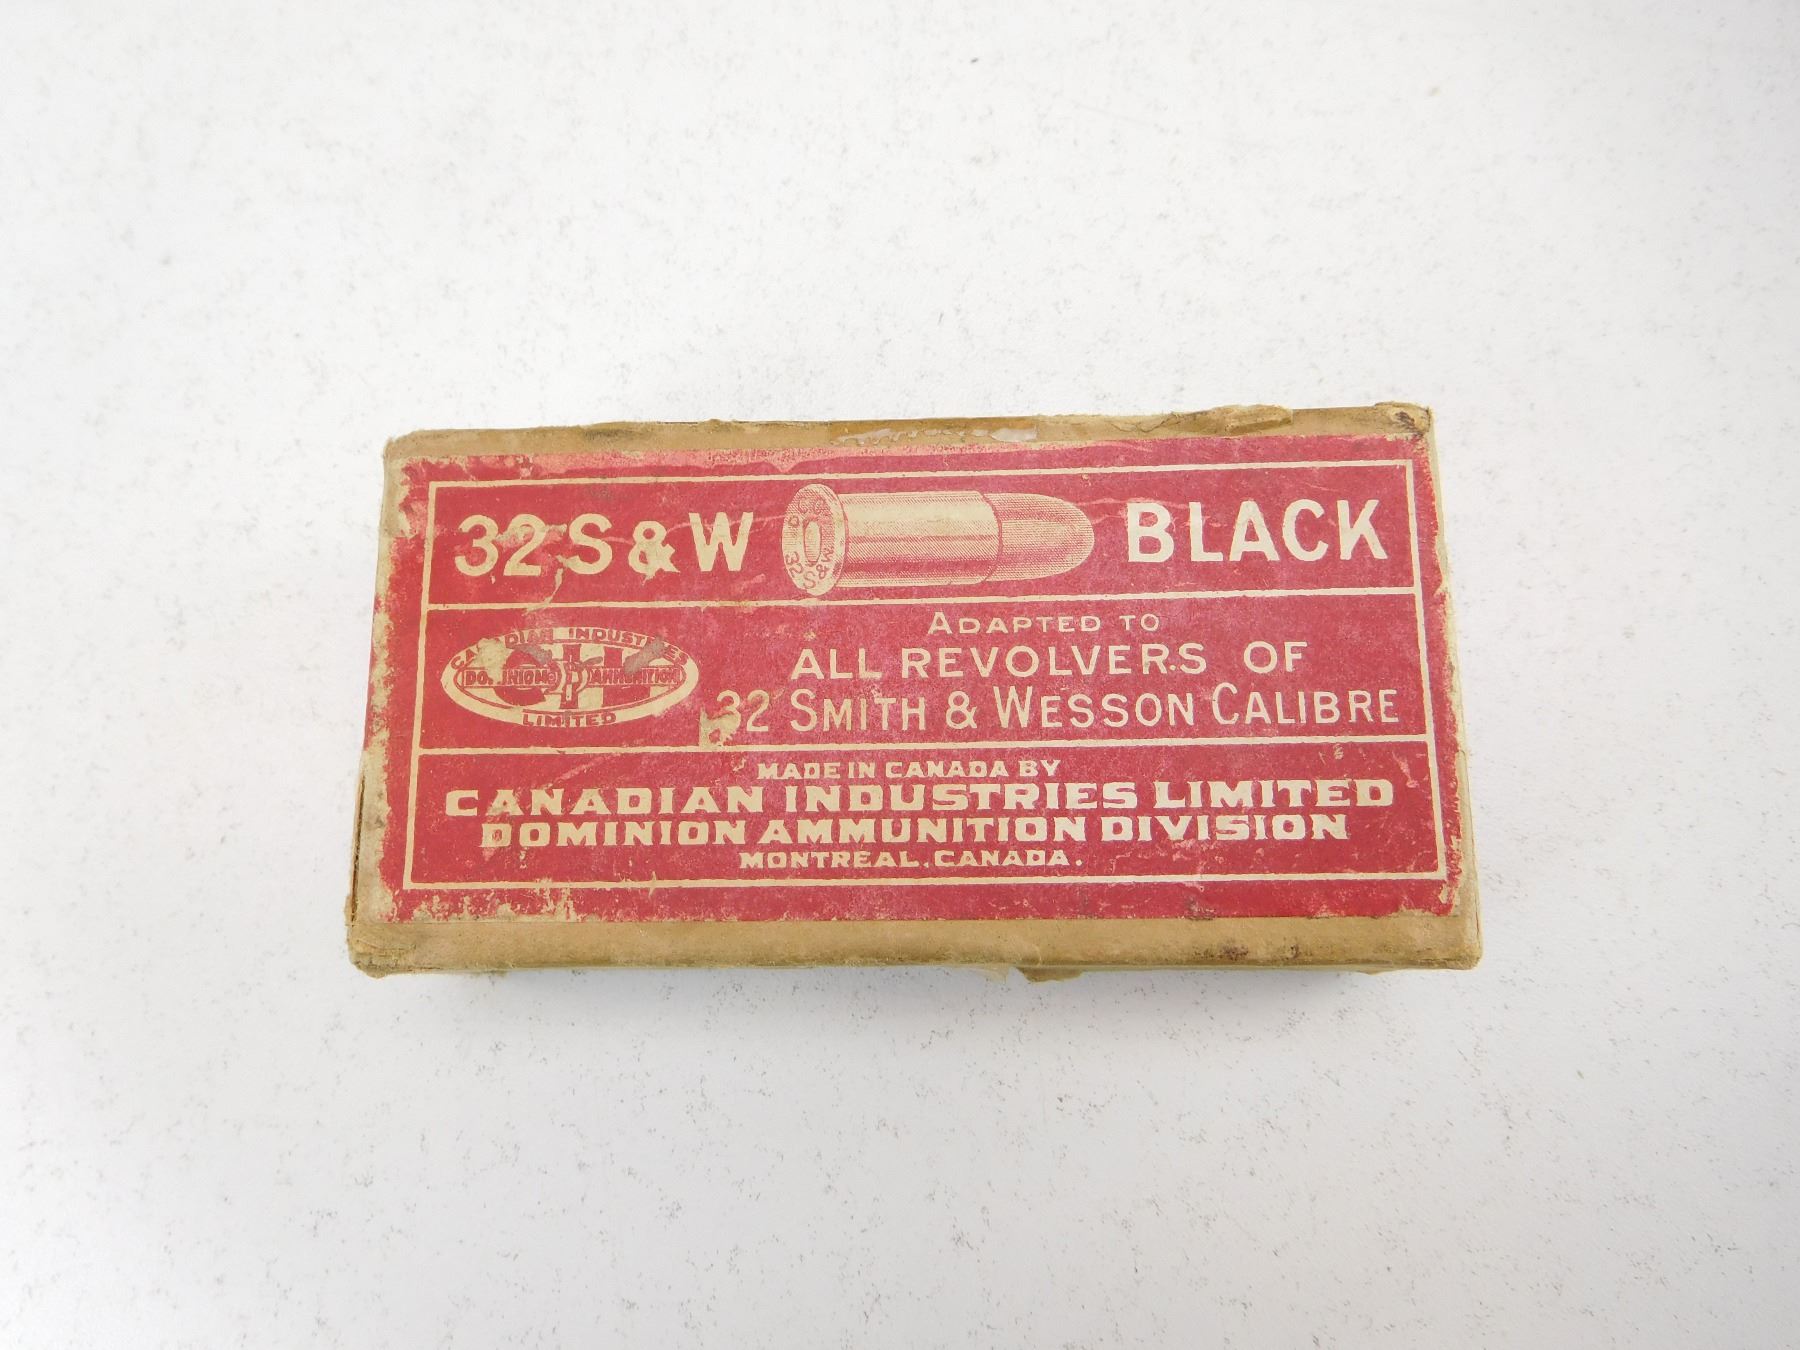 32 S & W BLACK
32 S&W
ADAPTED TO
ALL REVOLVERS OF
32 SMITH & WESSON CALIBRE
CANADIAN INDUSTRIES
DOMINION AMMUNITION
LIMITED
MADE IN CANADA BY
CANADIAN INDUSTRIES LIMITED
DOMINION AMMUNITION DIVISION
MONTREAL, CANADA.